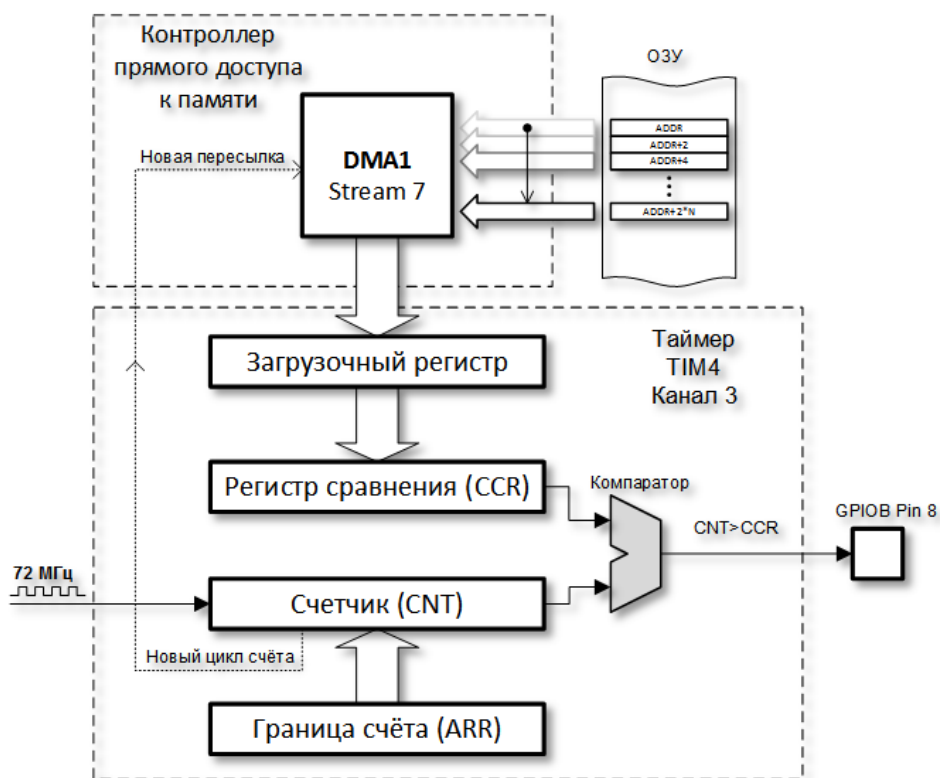 Контроллер
прямого доступа
к памяти
ОЗУ
DMA1
Stream 7
Новая пересылка
ADDR
ADDR+2
ADDR+4
ADDR+2*N
Таймер
TIM4
Канал 3
Загрузочный регистр
Регистр сравнения (CCR)
Компаратор
CNT>CCR
GPIOB Pin 8
72 МГц
Счетчик (CNT)
Новый цикл счёта
Граница счёта (ARR)